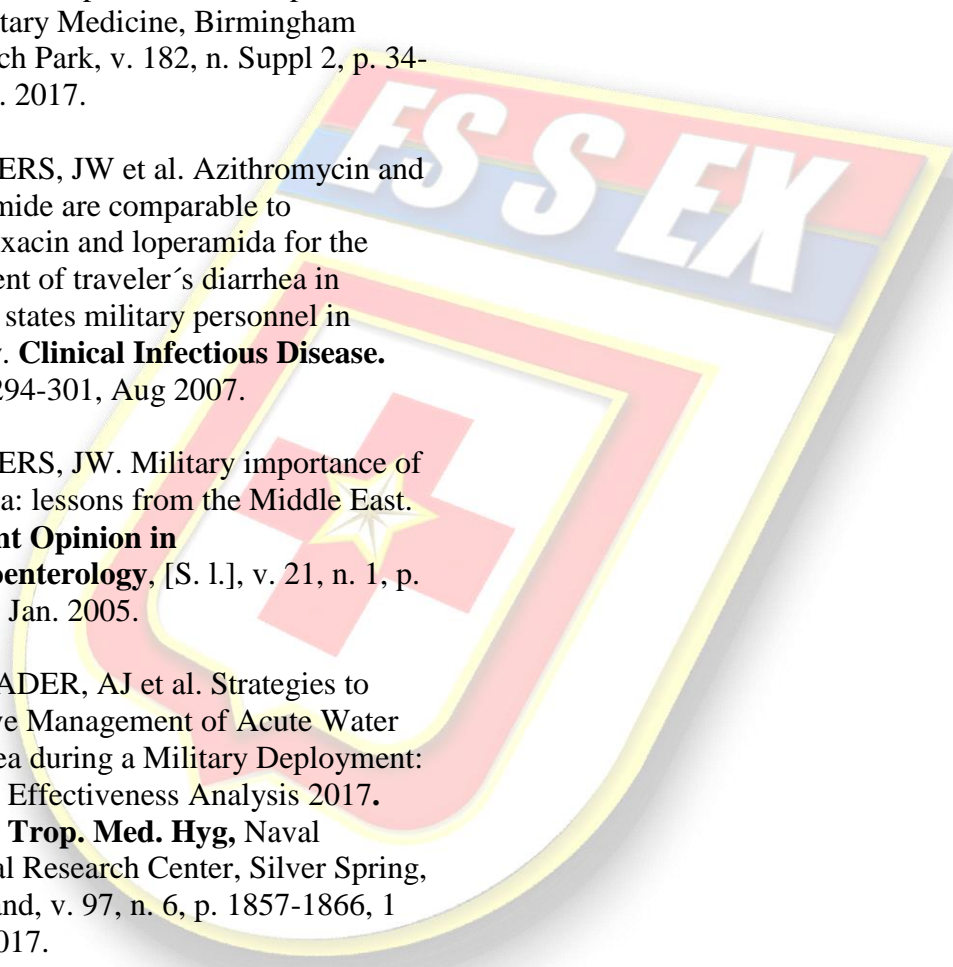 tary Medicine, Birmingham
ch Park, v. 182, n. Suppl 2, p. 34-
. 2017.
ERS, JW et al. Azithromycin and
mide are comparable to
xacin and loperamida for the
ent of traveler´s diarrhea in
states military personnel in
. Clinical Infectious Disease.
294-301, Aug 2007.
ERS, JW. Military importance of
a: lessons from the Middle East.
nt Opinion in
oenterology, [S. l.], v. 21, n. 1, p.
Jan. 2005.
ADER, AJ et al. Strategies to
ve Management of Acute Water
ea during a Military Deployment:
Effectiveness Analysis 2017.
Trop. Med. Hyg, Naval
al Research Center, Silver Spring,
and, v. 97, n. 6, p. 1857-1866, 1
017.
ES S EX